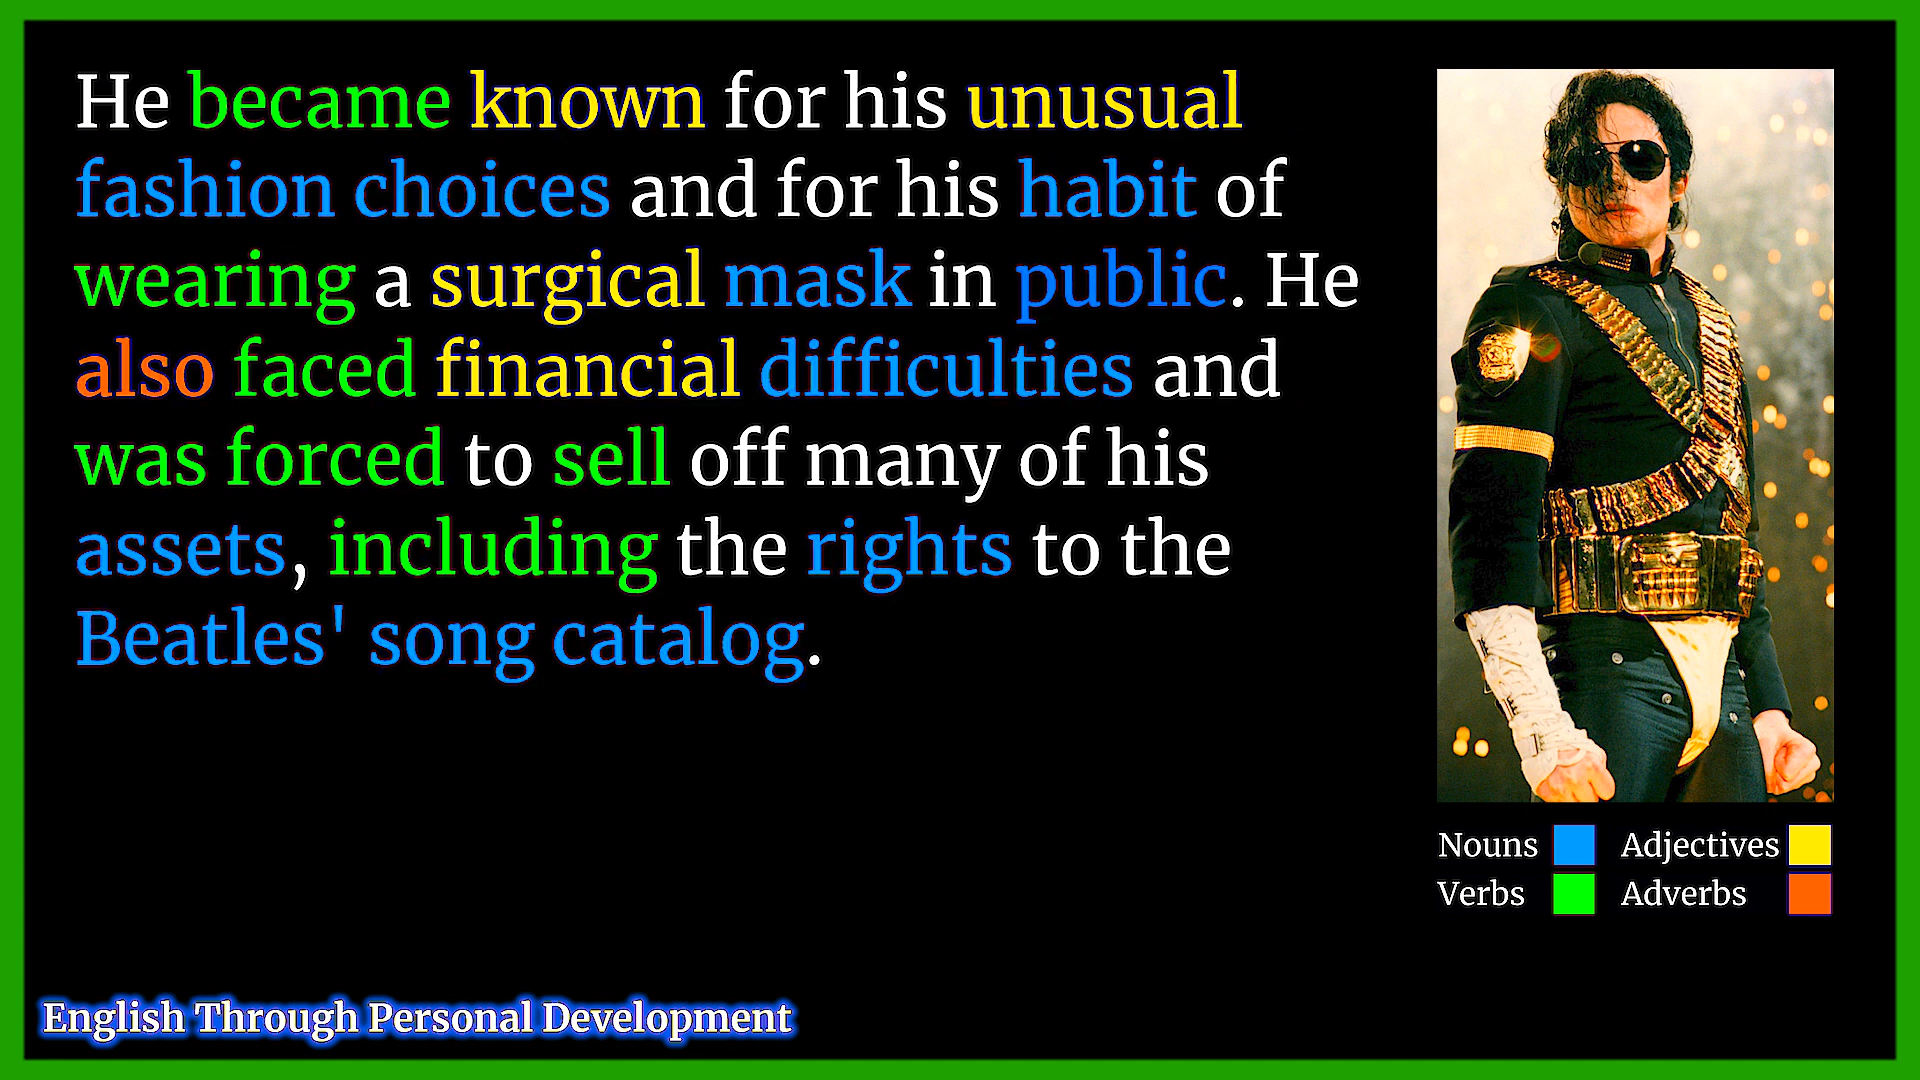 He became known for his unusual
fashion choices and for his habit of
wearing a surgical mask in public. He
also faced financial difficulties and
was forced to sell off many of his
assets, including the rights to the
Beatles' song catalog.
Nouns Adjectives
Verbs Adverbs
English Through Personal Development